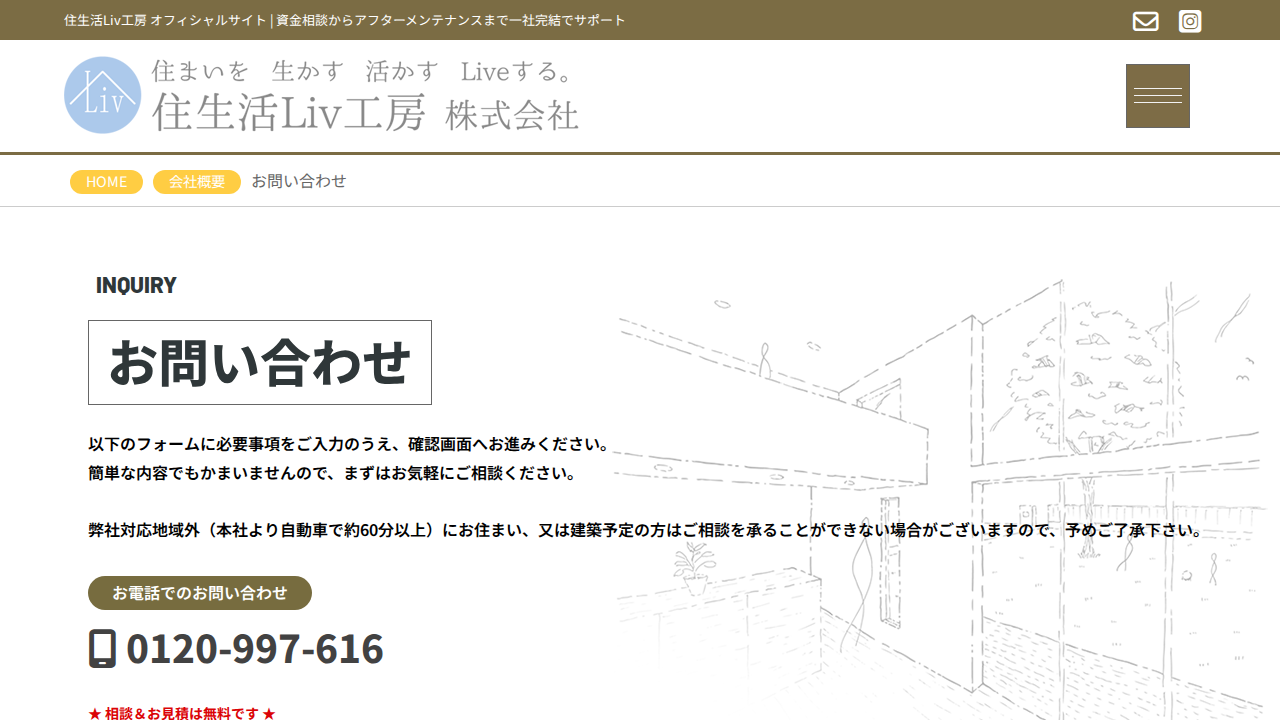 住生活Liv工房 オフィシャルサイト | 資金相談からアフターメンテナンスまで一社完結でサポート
Liv
住まいを 生かす 活かす Liveする。
住生活Liv工房 株式会社
HOME 会社概要 お問い合わせ
INQUIRY
お問い合わせ
以下のフォームに必要事項をご入力のうえ、確認画面へお進みください。
簡単な内容でもかまいませんので、まずはお気軽にご相談ください。
弊社対応地域外（本社より自動車で約60分以上）にお住まい、又は建築予定の方はご相談を承ることができない場合がございますので、予めご了承下さい。
お電話でのお問い合わせ
0120-997-616
★ 相談＆お見積は無料です ★